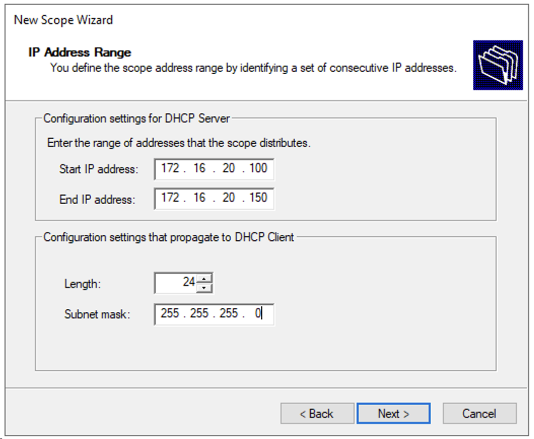 New Scope Wizard
IP Address Range
You define the scope address range by identifying a set of consecutive IP addresses.
Configuration settings for DHCP Server
Enter the range of addresses that the scope distributes.
Start IP address: 172 . 16 . 20 . 100
End IP address: 172 . 16 . 20 . 150
Configuration settings that propagate to DHCP Client
Length: 24
Subnet mask: 255 . 255 . 255 . 0
< Back Next > Cancel